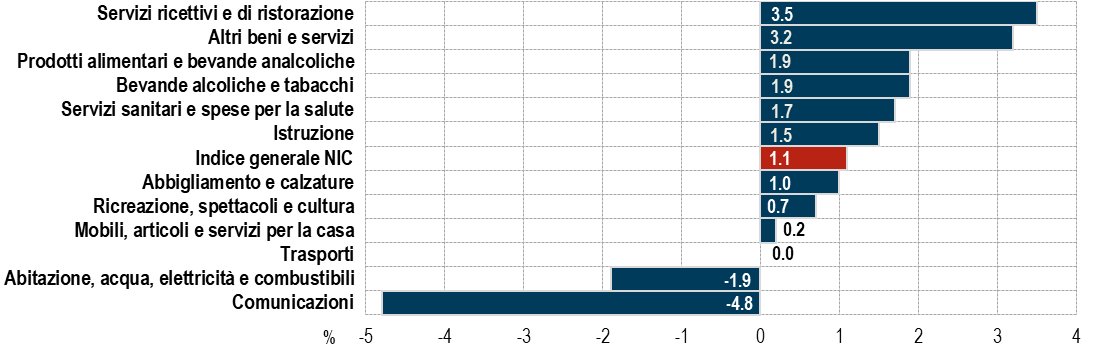 Servizi ricettivi e di ristorazione 3.5
Altri beni e servizi 3.2
Prodotti alimentari e bevande analcoliche 1.9
Bevande alcoliche e tabacchi 1.9
Servizi sanitari e spese per la salute 1.7
Istruzione 1.5
Indice generale NIC 1.1
Abbigliamento e calzature 1.0
Ricreazione, spettacoli e cultura 0.7
Mobili, articoli e servizi per la casa 0.2
Trasporti 0.0
Abitazione, acqua, elettricità e combustibili -1.9
Comunicazioni -4.8
% -5 -4 -3 -2 -1 0 1 2 3 4